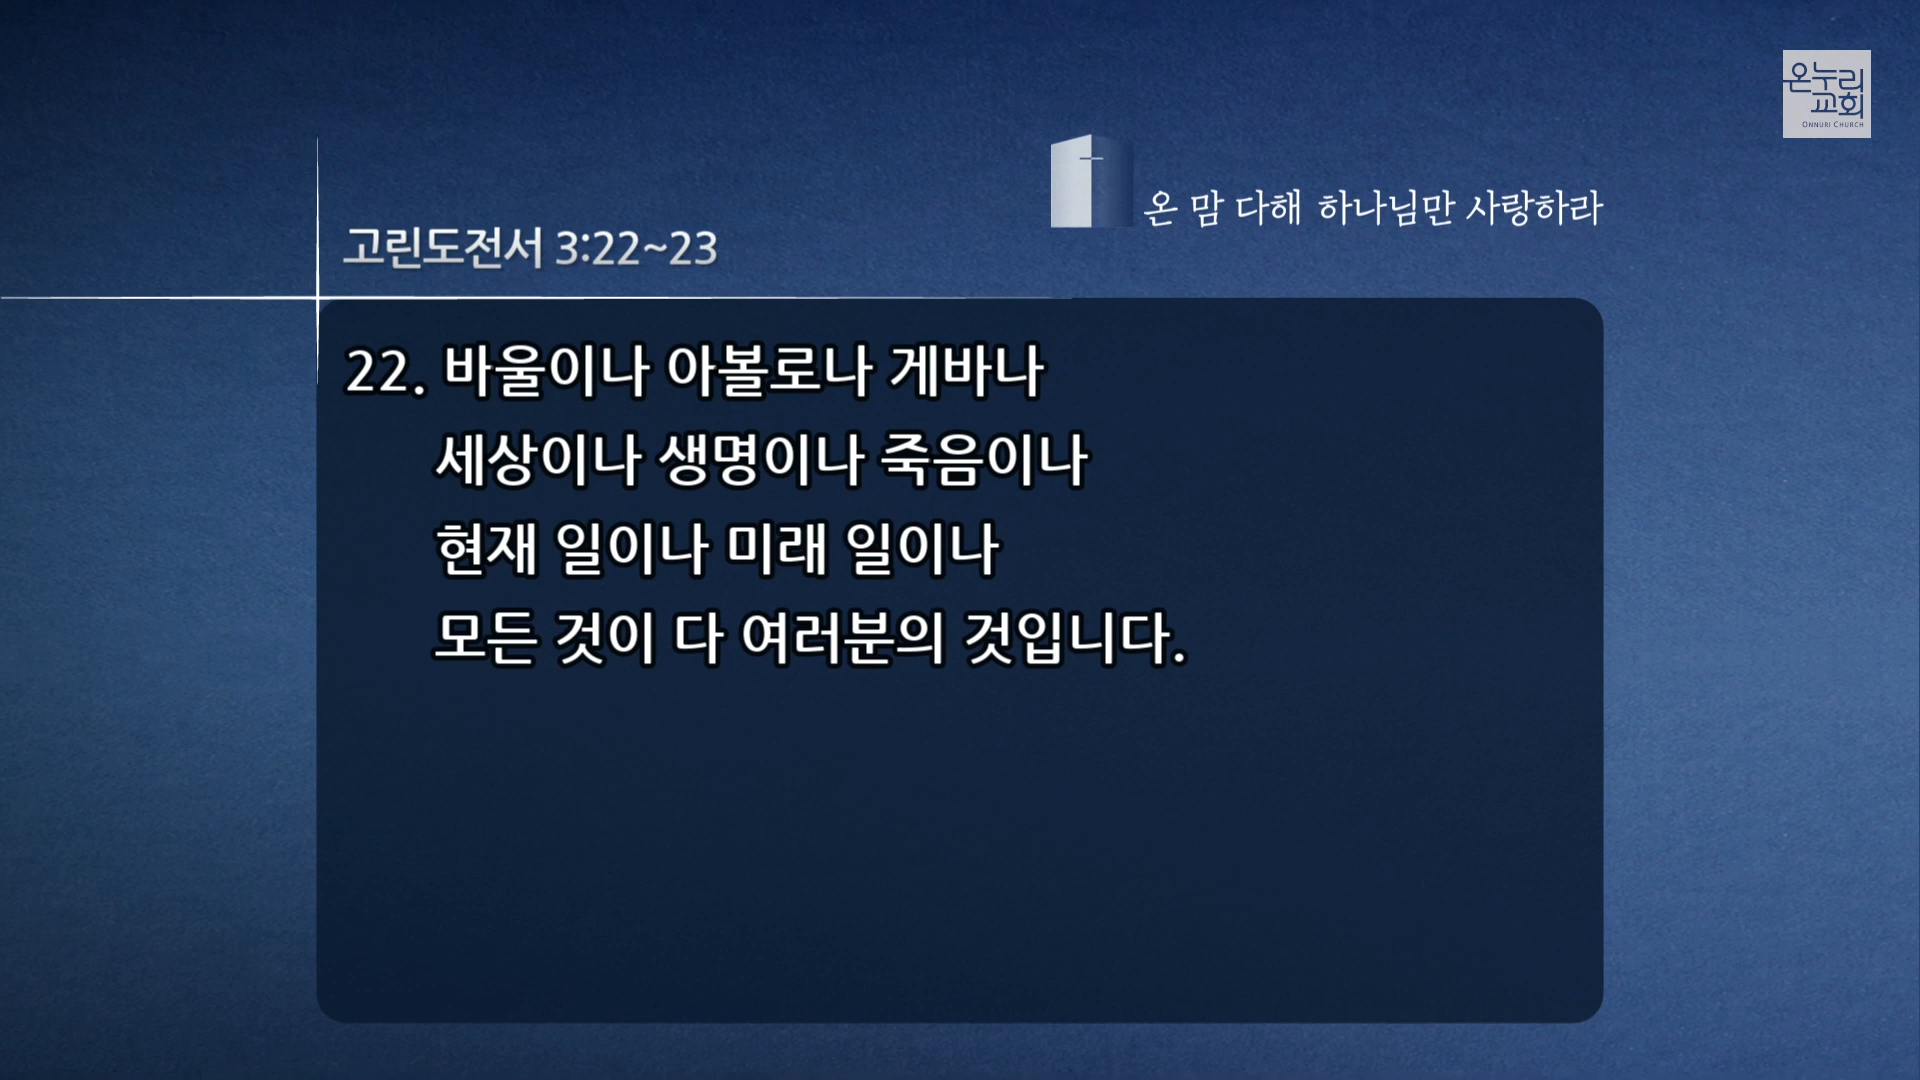 온누리
교회
ONNURI CHURCH
온 맘 다해 하나님만 사랑하라
고린도전서 3:22~23
22. 바울이나 아볼로나 게바나
세상이나 생명이나 죽음이나
현재 일이나 미래 일이나
모든 것이 다 여러분의 것입니다.